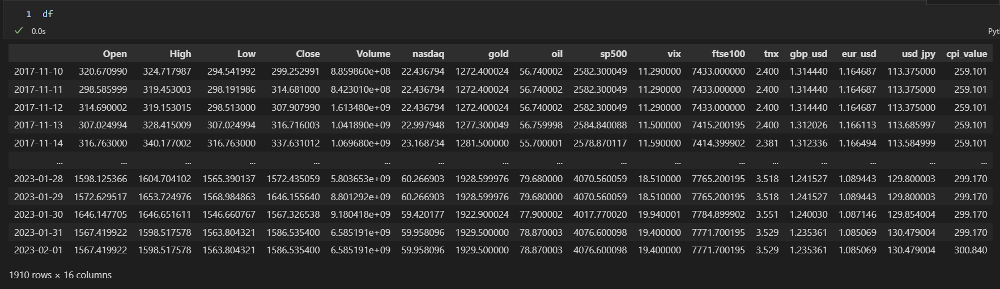 1 df
0.0s
Pyt
Open High Low Close Volume nasdaq gold oil sp500 vix ftse100 tnx gbp_usd eur_usd usd_jpy cpi_value
2017-11-10 320.670990 324.717987 294.541992 299.252991 8.859860e+08 22.436794 1272.400024 56.740002 2582.300049 11.290000 7433.000000 2.400 1.314440 1.164687 113.375000 259.101
2017-11-11 298.585999 319.453003 298.191986 314.681000 8.423010e+08 22.436794 1272.400024 56.740002 2582.300049 11.290000 7433.000000 2.400 1.314440 1.164687 113.375000 259.101
2017-11-12 314.690002 319.153015 298.513000 307.907990 1.613480e+09 22.436794 1272.400024 56.740002 2582.300049 11.290000 7433.000000 2.400 1.314440 1.164687 113.375000 259.101
2017-11-13 307.024994 328.415009 307.024994 316.716003 1.041890e+09 22.997948 1277.300049 56.759998 2584.840088 11.500000 7415.200195 2.400 1.312026 1.166113 113.685997 259.101
2017-11-14 316.763000 340.177002 316.763000 337.631012 1.069680e+09 23.168734 1281.500000 55.700001 2578.870117 11.590000 7414.399902 2.381 1.312336 1.166494 113.584999 259.101
... ... ... ... ... ... ... ... ... ... ... ... ... ... ... ... ...
2023-01-28 1598.125366 1604.704102 1565.390137 1572.435059 5.803653e+09 60.266903 1928.599976 79.680000 4070.560059 18.510000 7765.200195 3.518 1.241527 1.089443 129.800003 299.170
2023-01-29 1572.629517 1653.724976 1568.984863 1646.155640 8.801292e+09 60.266903 1928.599976 79.680000 4070.560059 18.510000 7765.200195 3.518 1.241527 1.089443 129.800003 299.170
2023-01-30 1646.147705 1646.651611 1546.660767 1567.326538 9.180418e+09 59.420177 1922.900024 77.900002 4017.770020 19.940001 7784.899902 3.551 1.240030 1.087146 129.854004 299.170
2023-01-31 1567.419922 1598.517578 1563.804321 1586.535400 6.585191e+09 59.958096 1929.500000 78.870003 4076.600098 19.400000 7771.700195 3.529 1.235361 1.085069 130.479004 299.170
2023-02-01 1567.419922 1598.517578 1563.804321 1586.535400 6.585191e+09 59.958096 1929.500000 78.870003 4076.600098 19.400000 7771.700195 3.529 1.235361 1.085069 130.479004 300.840
1910 rows × 16 columns